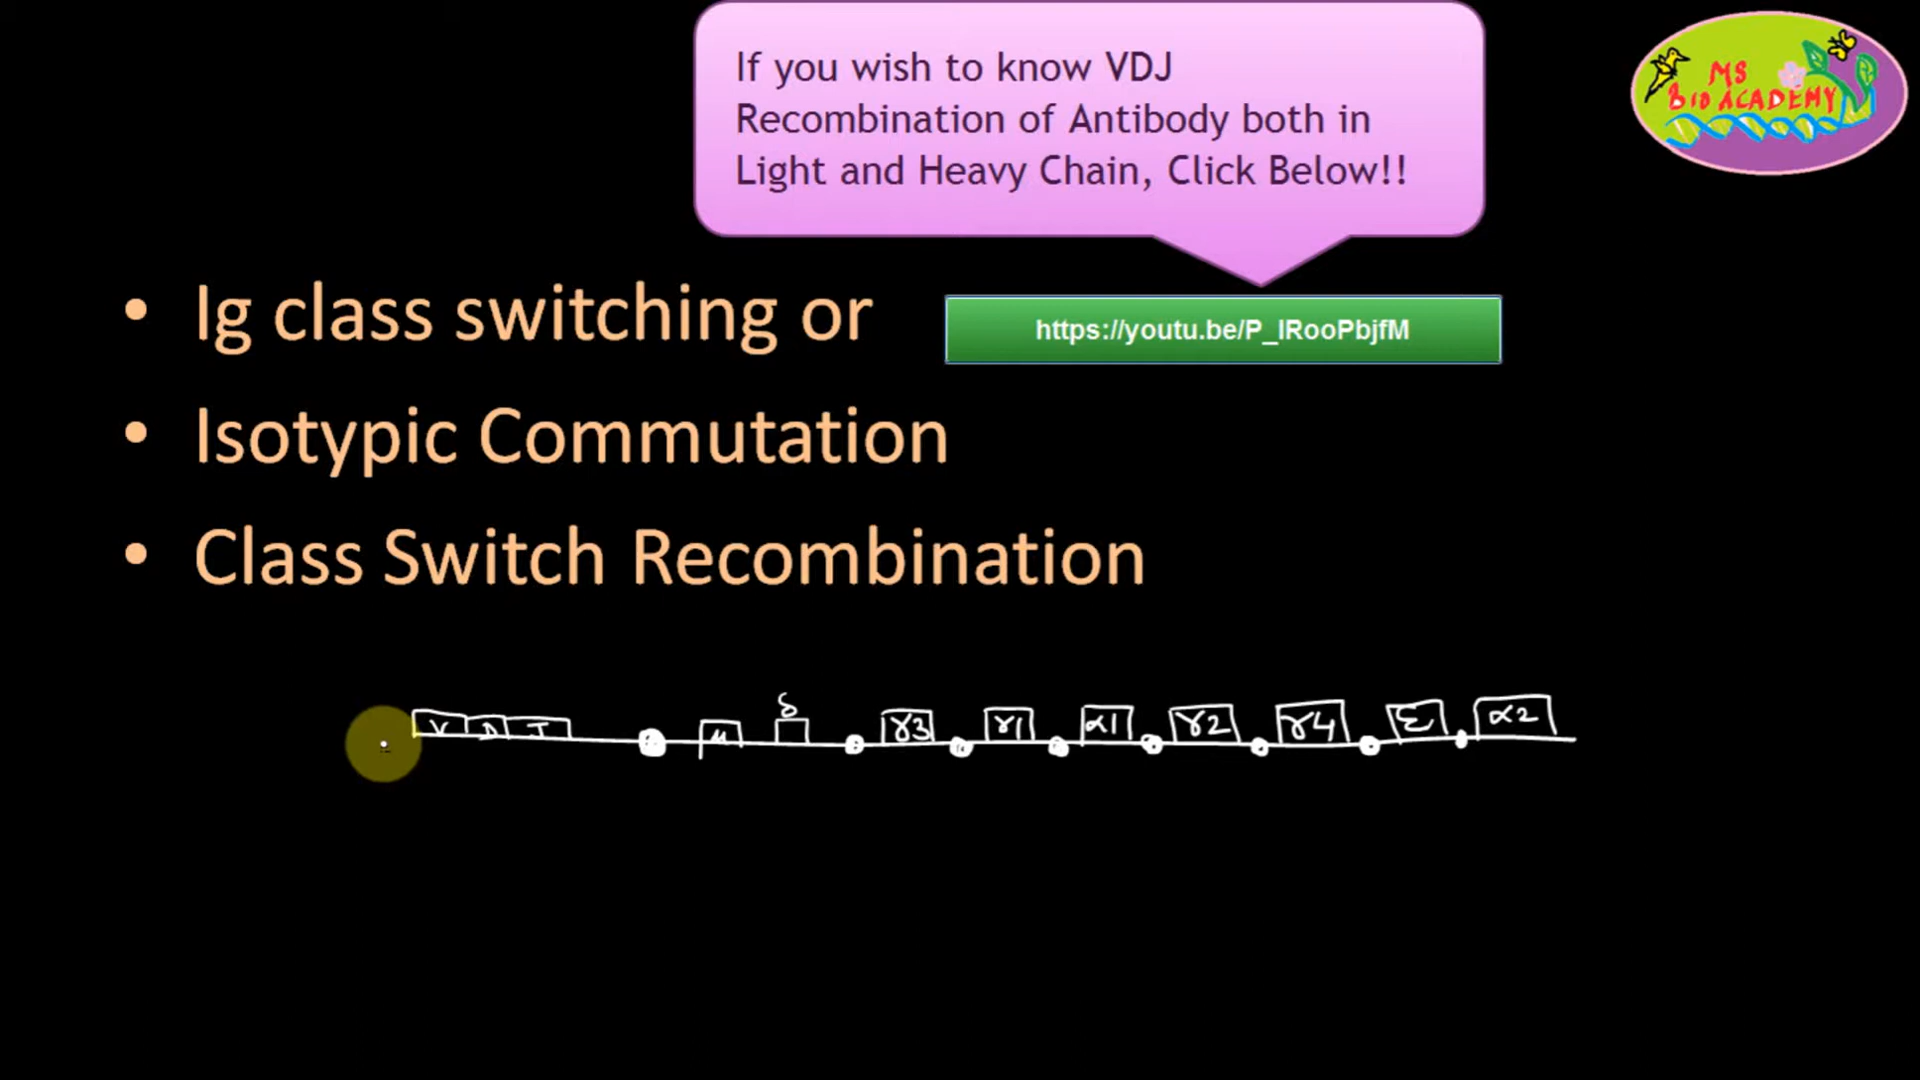 If you wish to know VDJ
Recombination of Antibody both in
Light and Heavy Chain, Click Below!!
MS
BIO ACADEMY
• Ig class switching or
https://youtu.be/P_IRooPbjfM
• Isotypic Commutation
• Class Switch Recombination
δ
V D J μ γ3 γ1 α1 γ2 γ4 Σ α2